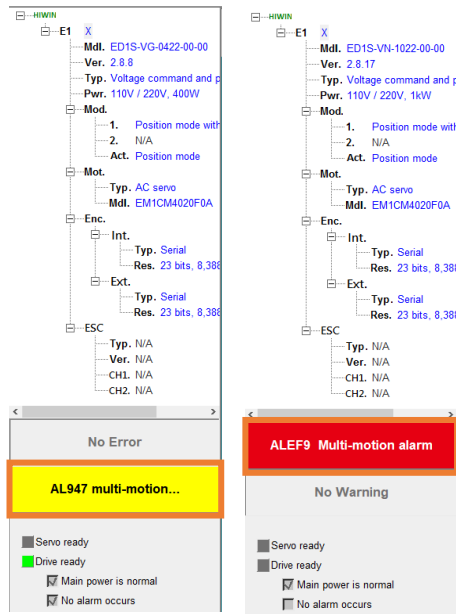 HIWIN
E1 X
Mdl. ED1S-VG-0422-00-00
Ver. 2.8.8
Typ. Voltage command and p
Pwr. 110V / 220V, 400W
Mod.
1. Position mode with
2. N/A
Act. Position mode
Mot.
Typ. AC servo
Mdl. EM1CM4020F0A
Enc.
Int.
Typ. Serial
Res. 23 bits, 8,388
Ext.
Typ. Serial
Res. 23 bits, 8,388
ESC
Typ. N/A
Ver. N/A
CH1. N/A
CH2. N/A
No Error
AL947 multi-motion...
Servo ready
Drive ready
Main power is normal
No alarm occurs
HIWIN
E1 X
Mdl. ED1S-VN-1022-00-00
Ver. 2.8.17
Typ. Voltage command and p
Pwr. 110V / 220V, 1kW
Mod.
1. Position mode with
2. N/A
Act. Position mode
Mot.
Typ. AC servo
Mdl. EM1CM4020F0A
Enc.
Int.
Typ. Serial
Res. 23 bits, 8,388
Ext.
Typ. Serial
Res. 23 bits, 8,388
ESC
Typ. N/A
Ver. N/A
CH1. N/A
CH2. N/A
ALEF9 Multi-motion alarm
No Warning
Servo ready
Drive ready
Main power is normal
No alarm occurs